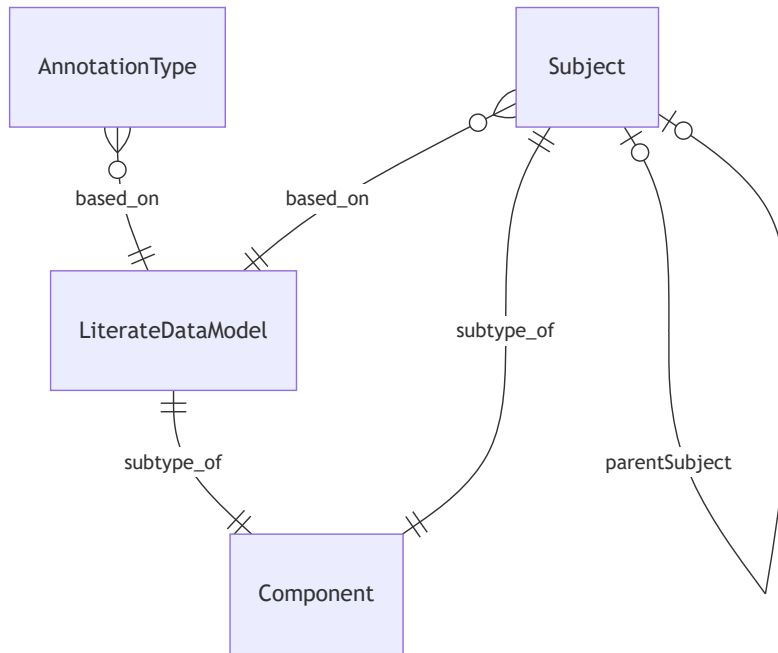 AnnotationType
Subject
based_on
based_on
LiterateDataModel
subtype_of
subtype_of
parentSubject
Component